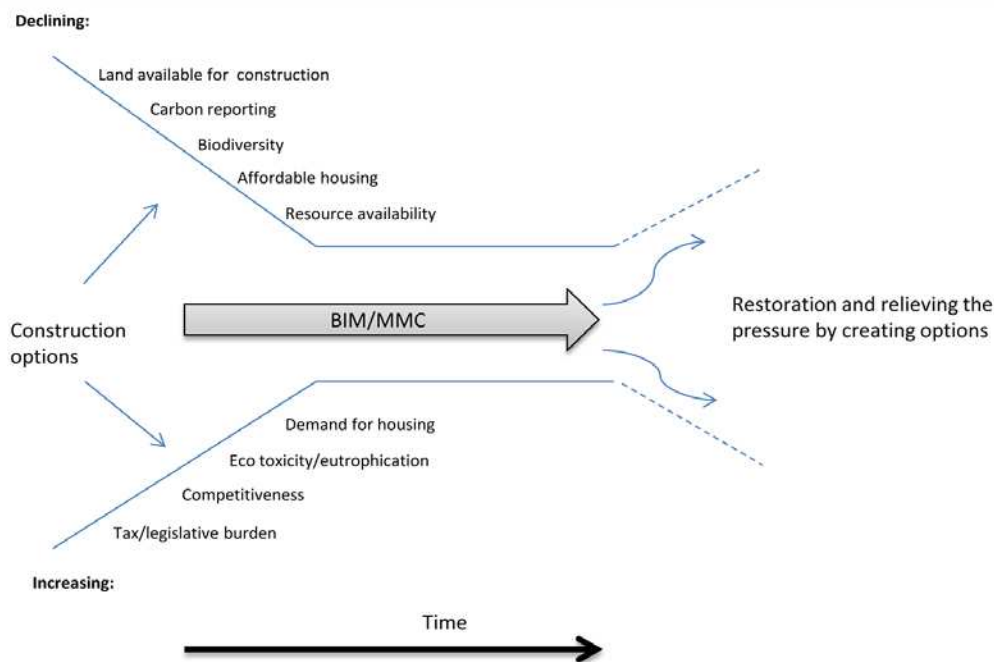 Declining:
Land available for construction
Carbon reporting
Biodiversity
Affordable housing
Resource availability
Construction
options
BIM/MMC
Restoration and relieving the
pressure by creating options
Demand for housing
Eco toxicity/eutrophication
Competitiveness
Tax/legislative burden
Increasing:
Time